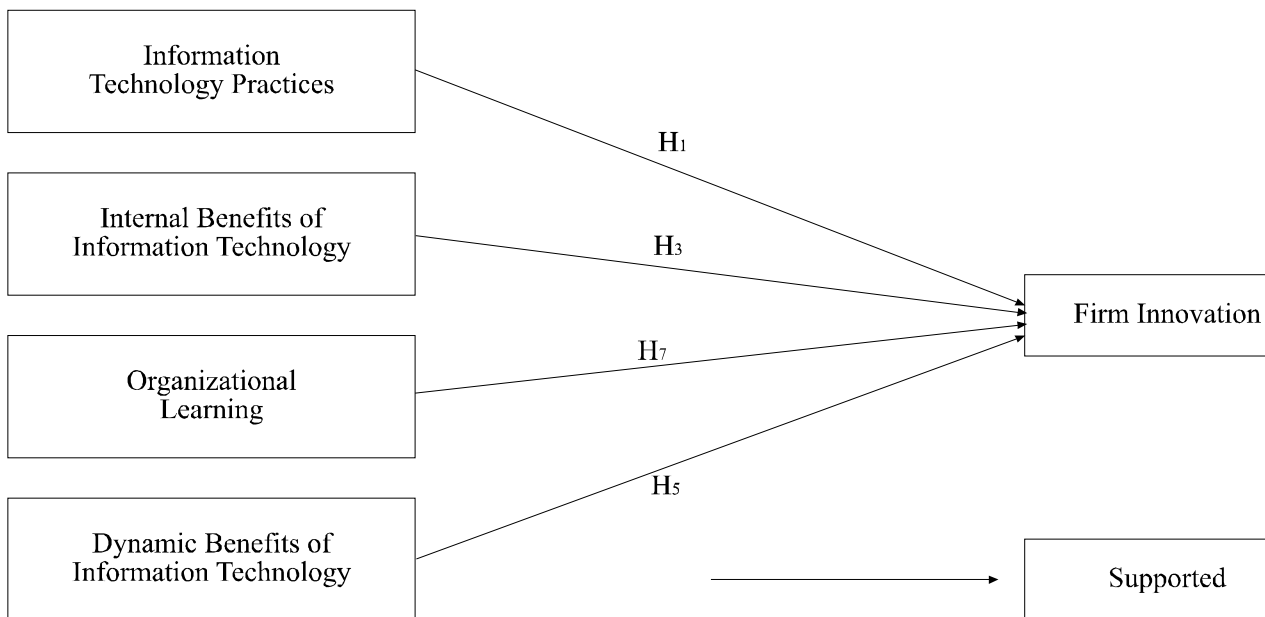 Information
Technology Practices
H1
Internal Benefits of
Information Technology
H3
Firm Innovation
H7
Organizational
Learning
H5
Dynamic Benefits of
Information Technology
Supported